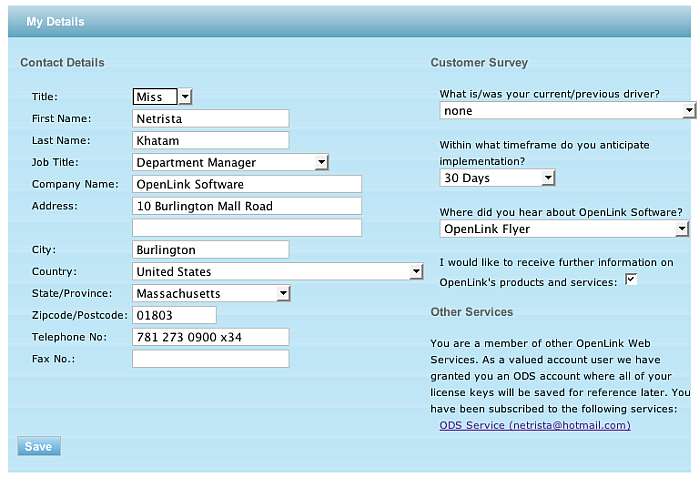 My Details
Contact Details
Title: Miss
First Name: Netrista
Last Name: Khatam
Job Title: Department Manager
Company Name: OpenLink Software
Address: 10 Burlington Mall Road
City: Burlington
Country: United States
State/Province: Massachusetts
Zipcode/Postcode: 01803
Telephone No: 781 273 0900 x34
Fax No.:
Save
Customer Survey
What is/was your current/previous driver?
none
Within what timeframe do you anticipate
implementation?
30 Days
Where did you hear about OpenLink Software?
OpenLink Flyer
I would like to receive further information on
OpenLink's products and services:
Other Services
You are a member of other OpenLink Web
Services. As a valued account user we have
granted you an ODS account where all of your
license keys will be saved for reference later. You
have been subscribed to the following services:
ODS Service (netrista@hotmail.com)